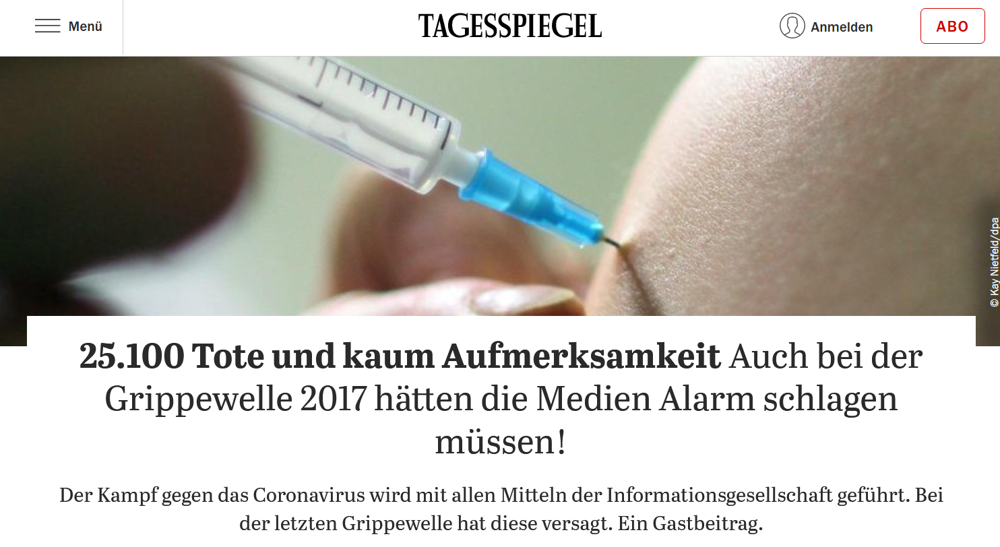 Menü
TAGESSPIEGEL
Anmelden
ABO
© Kay Nietfeld/dpa
25.100 Tote und kaum Aufmerksamkeit Auch bei der
Grippewelle 2017 hätten die Medien Alarm schlagen
müssen!
Der Kampf gegen das Coronavirus wird mit allen Mitteln der Informationsgesellschaft geführt. Bei
der letzten Grippewelle hat diese versagt. Ein Gastbeitrag.